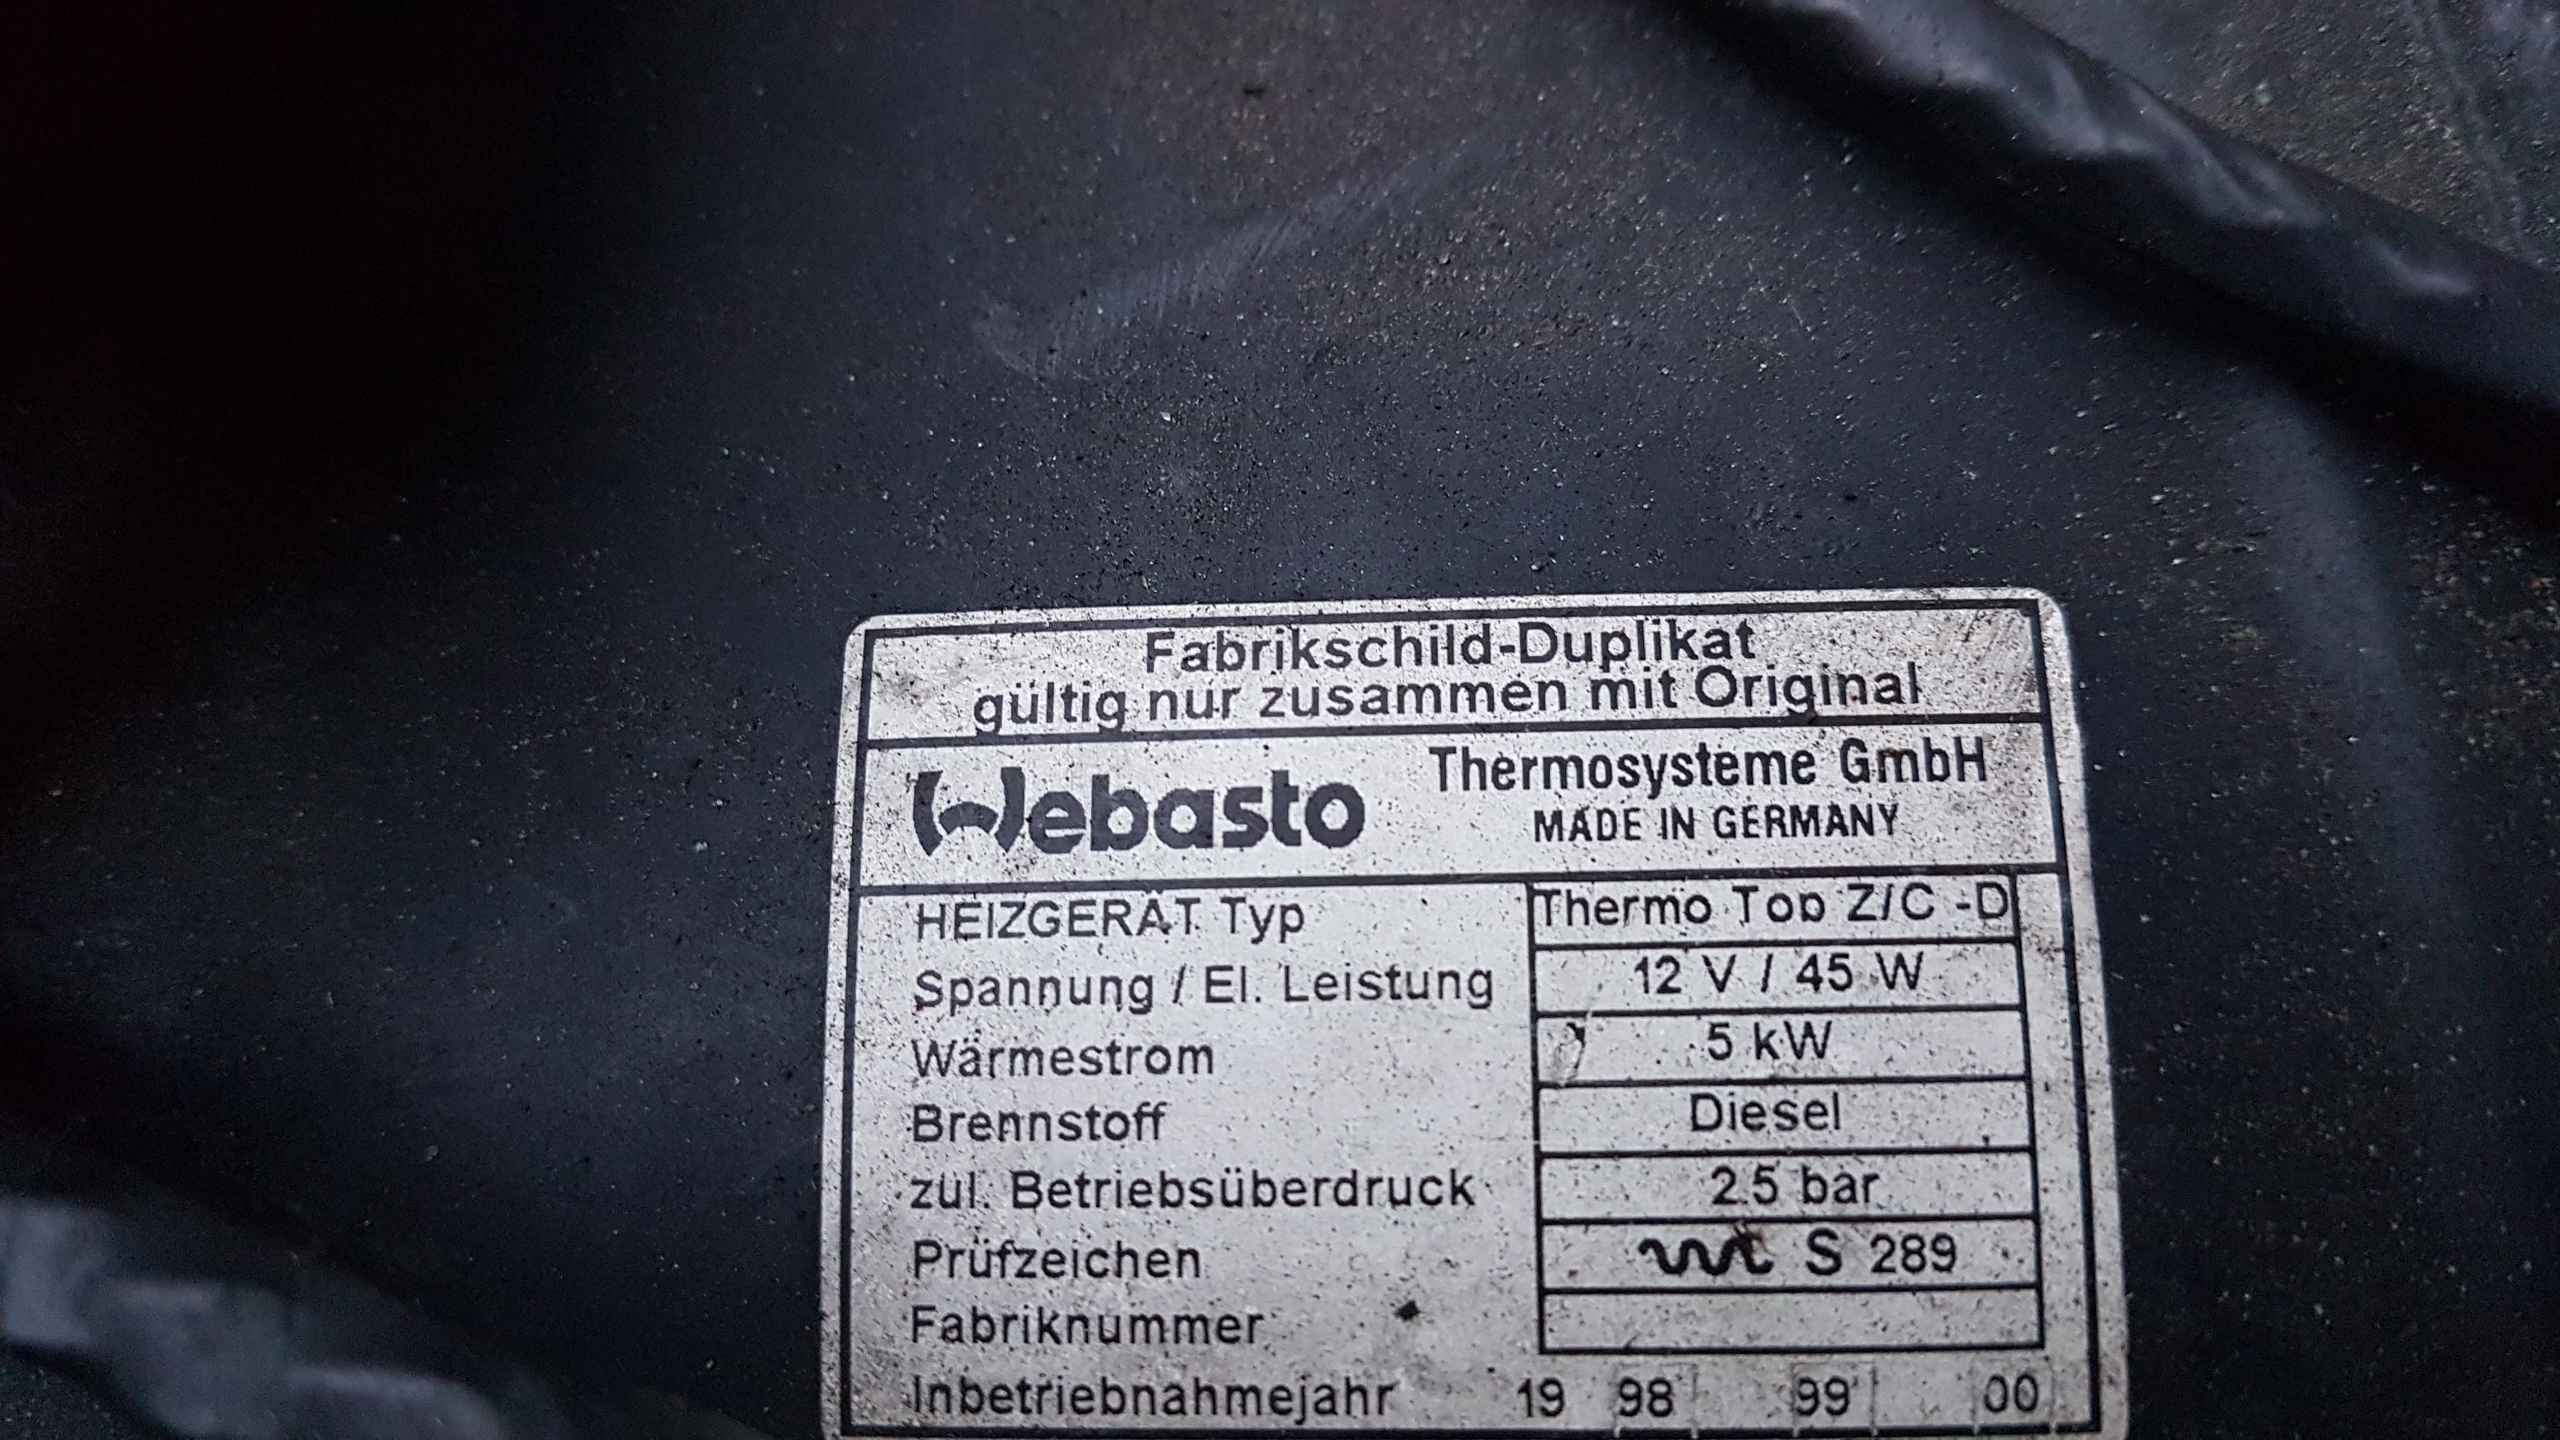 Fabrikschild-Duplikat
gültig nur zusammen mit Original
Webasto Thermosysteme GmbH
MADE IN GERMANY
HEIZGERÄT Typ Thermo Top Z/C -D
Spannung / El. Leistung 12 V / 45 W
Wärmestrom 5 kW
Brennstoff Diesel
zul. Betriebsüberdruck 2.5 bar
Prüfzeichen S 289
Fabriknummer
Inbetriebnahmejahr 19 98 99 00